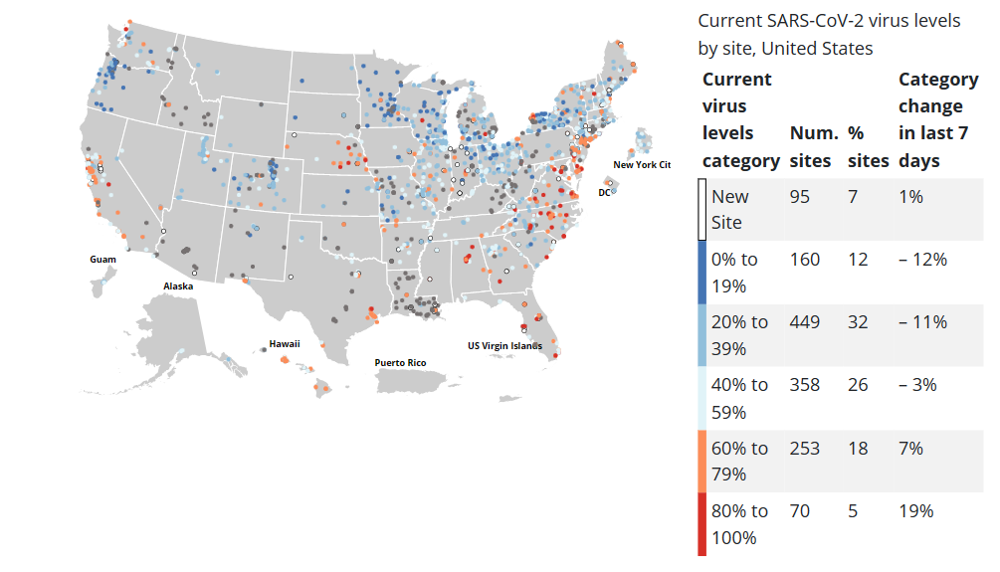 Current SARS-CoV-2 virus levels
by site, United States
Current
virus
levels
category
Num.
sites
%
sites
Category
change
in last 7
days
New
Site
95
7
1%
0% to
19%
160
12
– 12%
20% to
39%
449
32
– 11%
40% to
59%
358
26
– 3%
60% to
79%
253
18
7%
80% to
100%
70
5
19%
New York Cit
DC
Guam
Alaska
Hawaii
US Virgin Islands
Puerto Rico